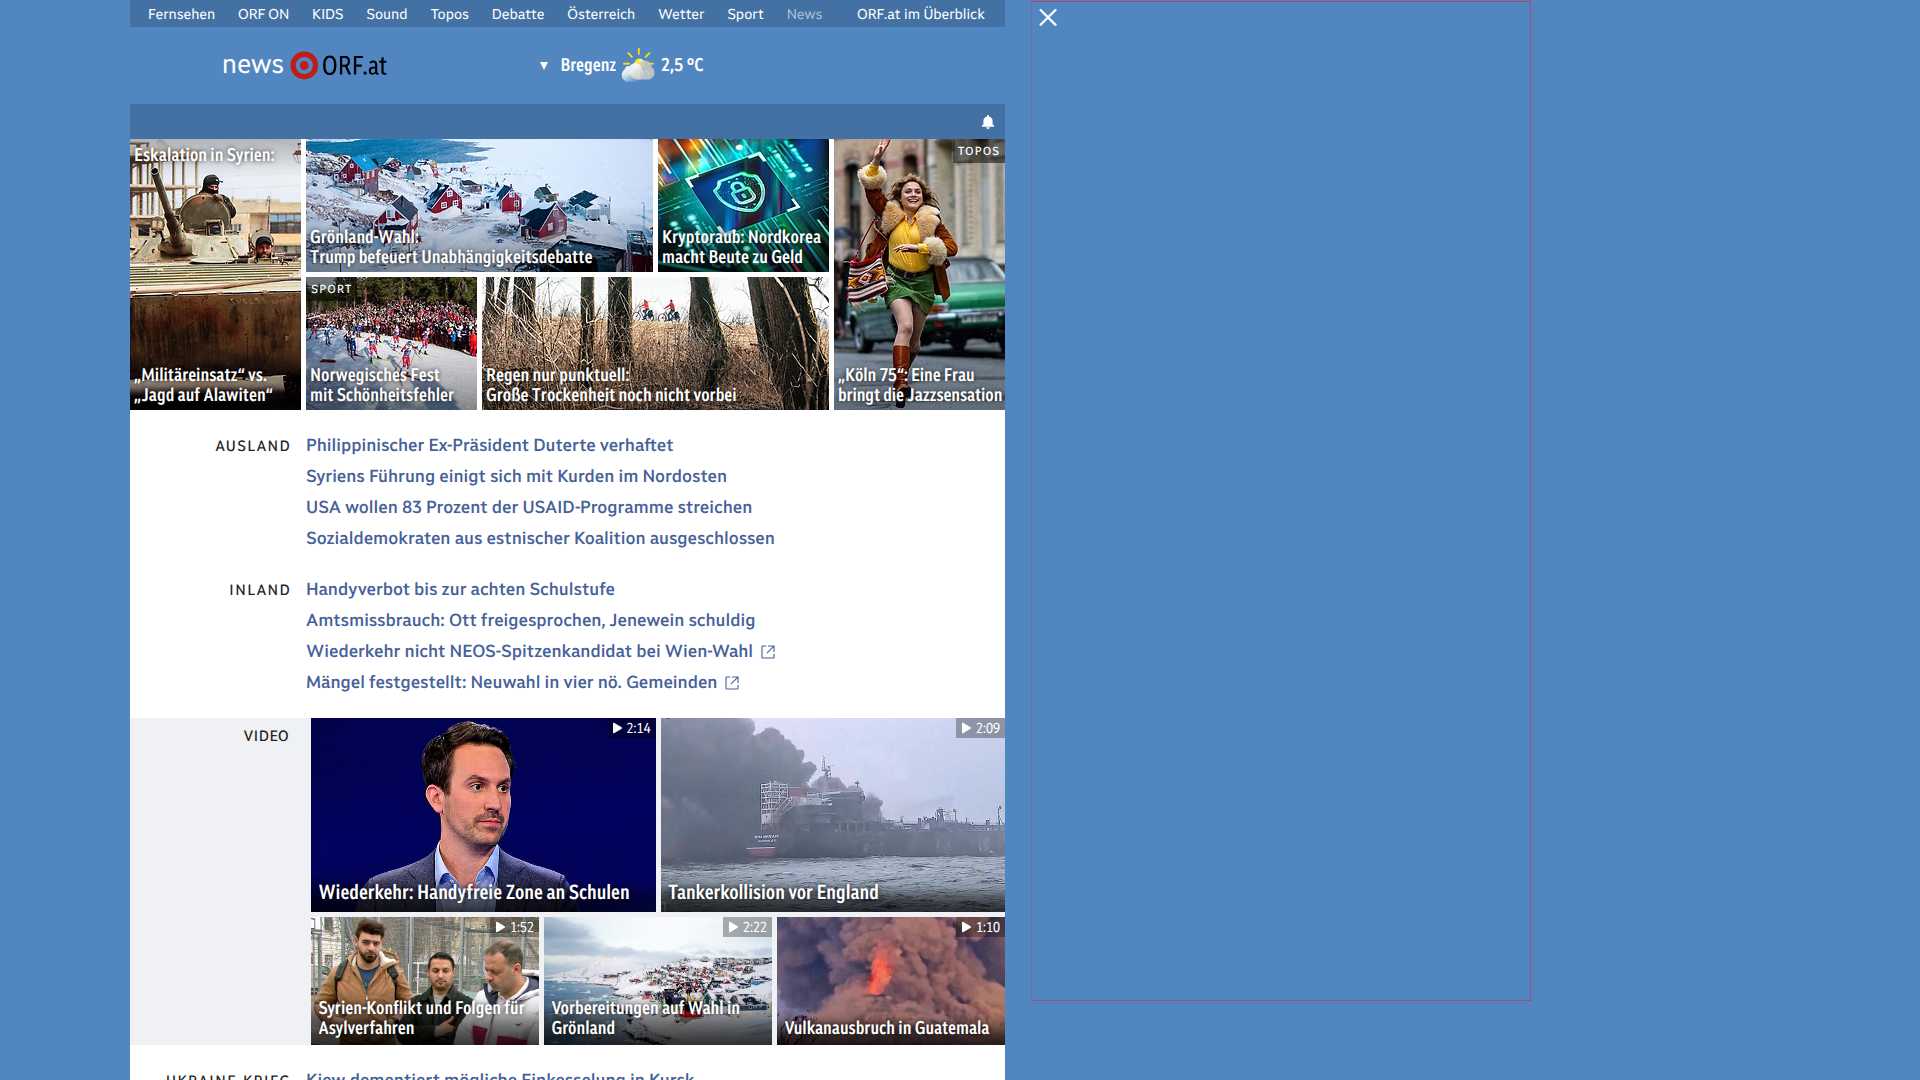 Fernsehen ORF ON KIDS Sound Topos Debatte Österreich Wetter Sport News ORF.at im Überblick
news ORF.at
▼ Bregenz 2,5 °C
Eskalation in Syrien:
„Militäreinsatz“ vs.
„Jagd auf Alawiten“
Grönland-Wahl:
Trump befeuert Unabhängigkeitsdebatte
Kryptoraub: Nordkorea
macht Beute zu Geld
TOPOS
„Köln 75“: Eine Frau
bringt die Jazzsensation
SPORT
Norwegisches Fest
mit Schönheitsfehler
Regen nur punktuell:
Große Trockenheit noch nicht vorbei
AUSLAND
Philippinischer Ex-Präsident Duterte verhaftet
Syriens Führung einigt sich mit Kurden im Nordosten
USA wollen 83 Prozent der USAID-Programme streichen
Sozialdemokraten aus estnischer Koalition ausgeschlossen
INLAND
Handyverbot bis zur achten Schulstufe
Amtsmissbrauch: Ott freigesprochen, Jenewein schuldig
Wiederkehr nicht NEOS-Spitzenkandidat bei Wien-Wahl
Mängel festgestellt: Neuwahl in vier nö. Gemeinden
VIDEO
2:14
Wiederkehr: Handyfreie Zone an Schulen
2:09
Tankerkollision vor England
1:52
Syrien-Konflikt und Folgen für
Asylverfahren
2:22
Vorbereitungen auf Wahl in
Grönland
1:10
Vulkanausbruch in Guatemala
UKRAINE-KRIEG
Kiew dementiert mögliche Einkesselung in Kursk